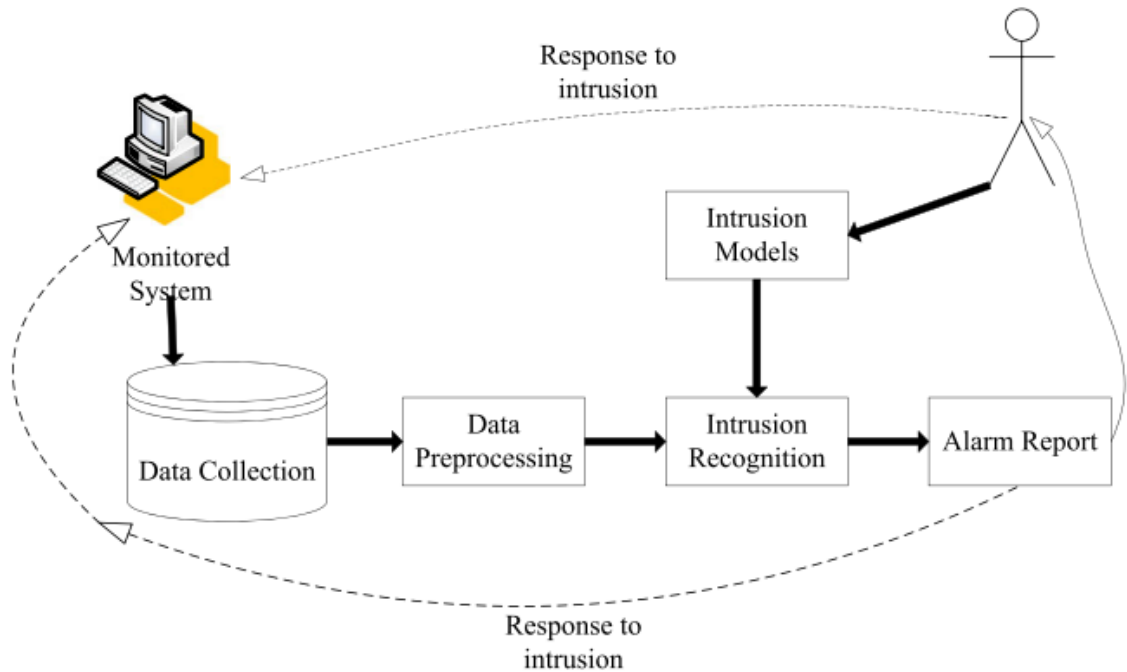 Response to
intrusion
Monitored
System
Intrusion
Models
Data Collection
Data
Preprocessing
Intrusion
Recognition
Alarm Report
Response to
intrusion